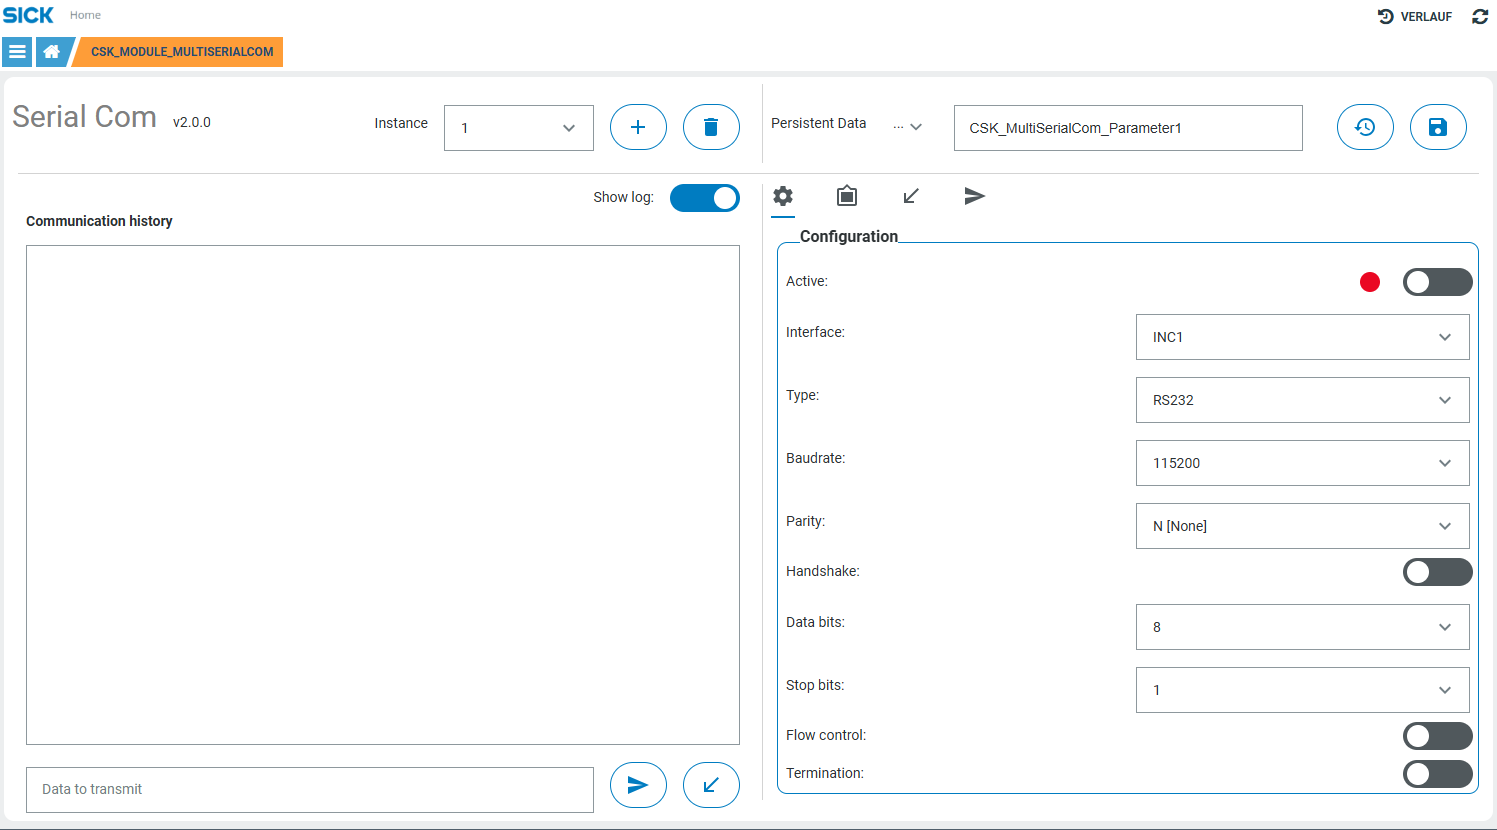 SICK Home
VERLAUF
CSK_MODULE_MULTISERIALCOM
Serial Com v2.0.0
Instance 1
Persistent Data ... CSK_MultiSerialCom_Parameter1
Show log:
Communication history
Data to transmit
Configuration
Active:
Interface: INC1
Type: RS232
Baudrate: 115200
Parity: N [None]
Handshake:
Data bits: 8
Stop bits: 1
Flow control:
Termination: